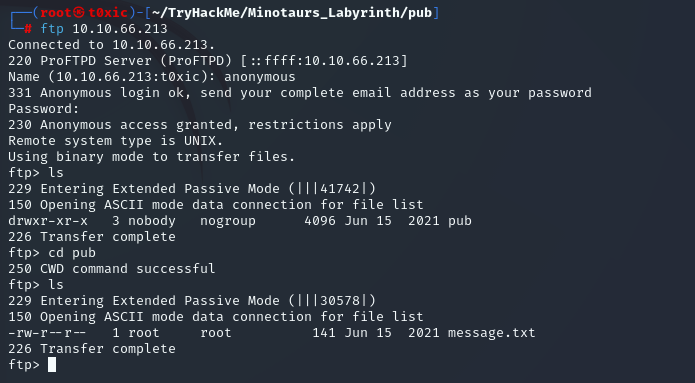 ┌──(root㉿t0xic)-[~/TryHackMe/Minotaurs_Labyrinth/pub]
└─# ftp 10.10.66.213
Connected to 10.10.66.213.
220 ProFTPD Server (ProFTPD) [::ffff:10.10.66.213]
Name (10.10.66.213:t0xic): anonymous
331 Anonymous login ok, send your complete email address as your password
Password:
230 Anonymous access granted, restrictions apply
Remote system type is UNIX.
Using binary mode to transfer files.
ftp> ls
229 Entering Extended Passive Mode (|||41742|)
150 Opening ASCII mode data connection for file list
drwxr-xr-x   3 nobody   nogroup      4096 Jun 15  2021 pub
226 Transfer complete
ftp> cd pub
250 CWD command successful
ftp> ls
229 Entering Extended Passive Mode (|||30578|)
150 Opening ASCII mode data connection for file list
-rw-r--r--   1 root     root          141 Jun 15  2021 message.txt
226 Transfer complete
ftp>